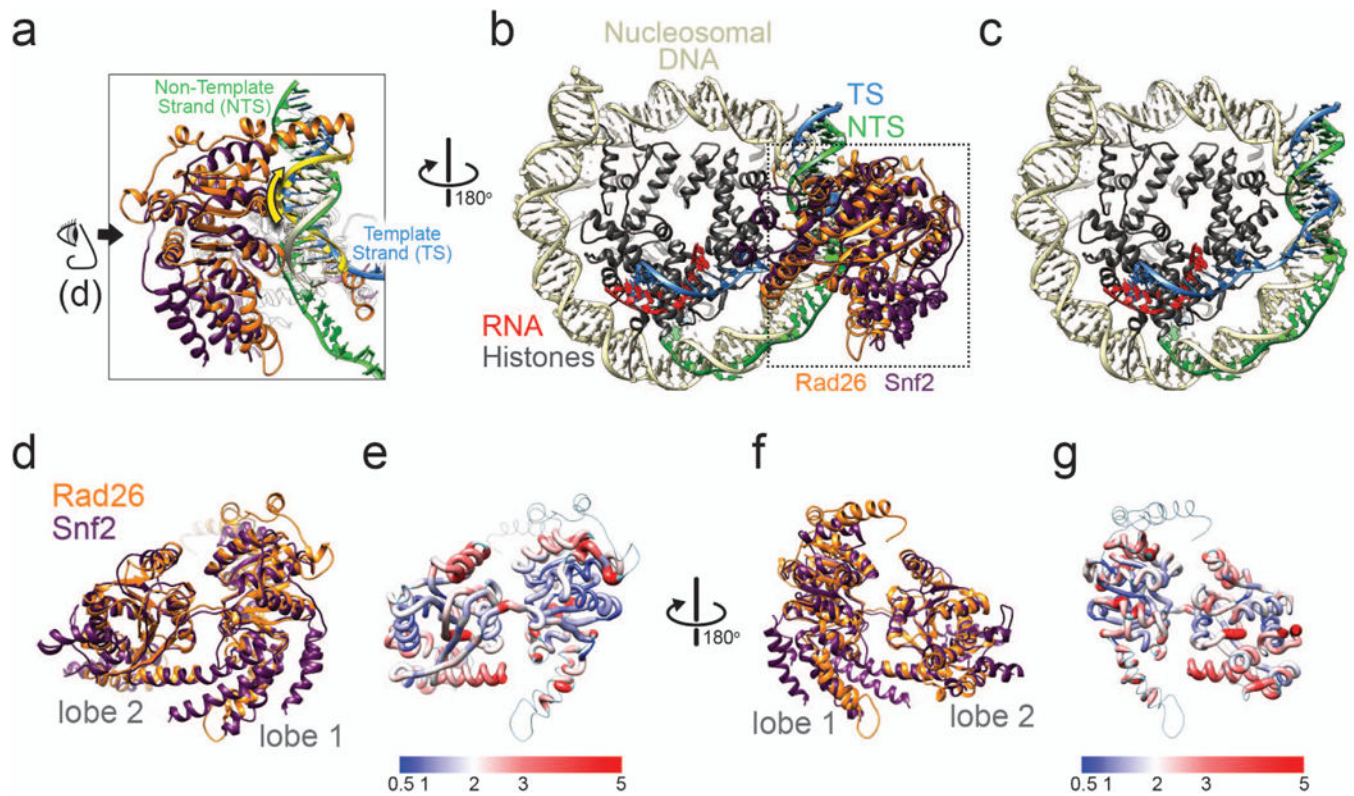 a
Non-Template
Strand (NTS)
Template
Strand (TS)
(d)
180°
b
Nucleosomal
DNA
TS
NTS
RNA
Histones
Rad26 Snf2
c
d
Rad26
Snf2
lobe 2
lobe 1
e
0.5 1 2 3 5
180°
f
lobe 1
lobe 2
g
0.5 1 2 3 5